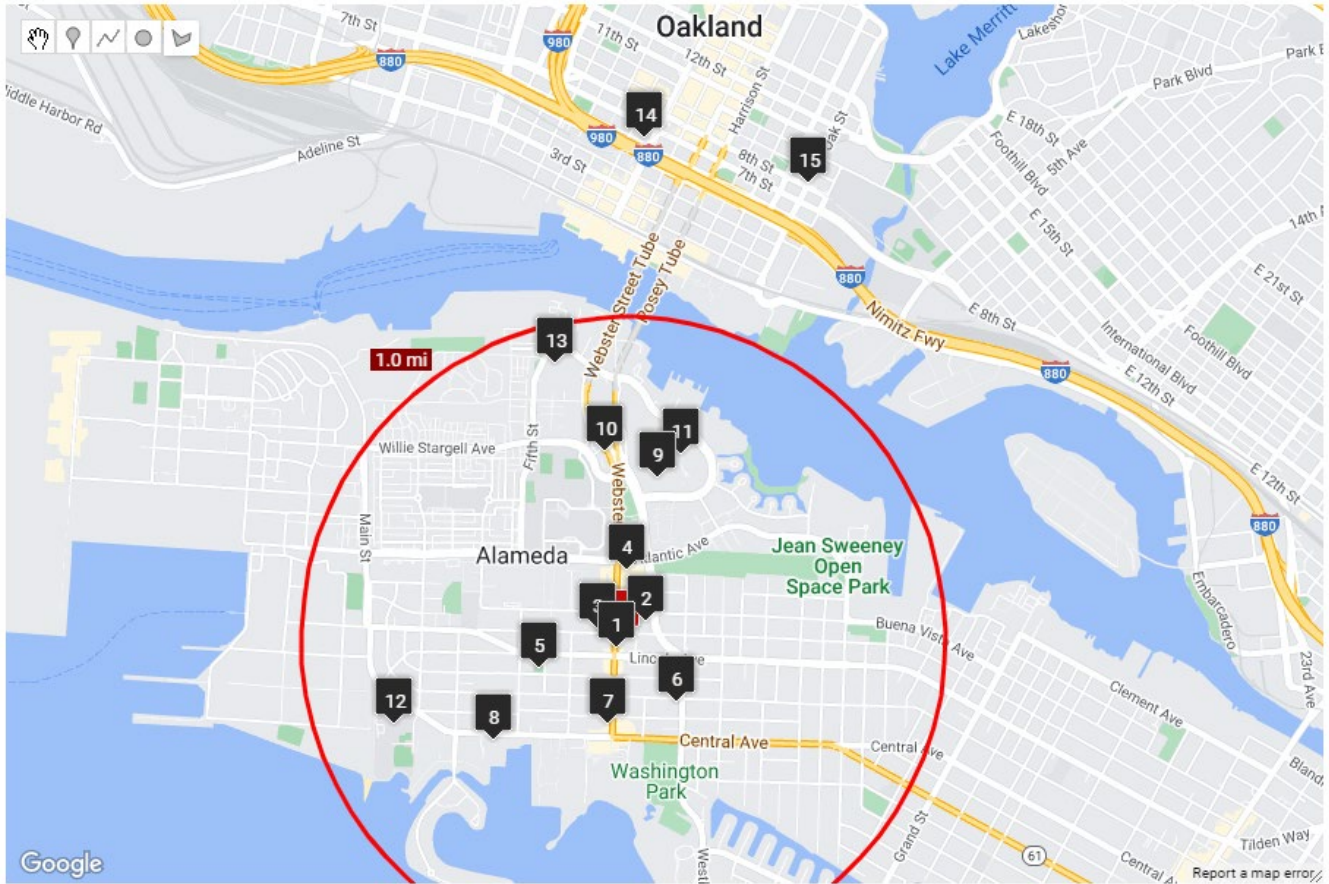 Oakland
7th St
980
11th St
12th St
880
Harrison St
Lake Merritt
Park Blvd
Middle Harbor Rd
Adeline St
14
980
880
3rd St
8th St
7th St
15
Oak St
E 18th St
5th Ave
Foothill Blvd
E 15th St
E 21st St
Webster Street Tube
Posey Tube
880
Nimitz Fwy
E 8th St
International Blvd
Foothill Blvd
E 12th St
880
13
1.0 mi
10
11
9
Willie Stargell Ave
Fifth St
Webster
E 12th St
880
Main St
Alameda
4
Atlantic Ave
Jean Sweeney
Open
Space Park
Embarcadero
3
2
1
5
Lincoln Ave
Buena Vista Ave
6
23rd Ave
12
8
7
Clement Ave
Central Ave
Central Ave
Washington
Park
Grand St
61
Tilden Way
Central
Google
Report a map error